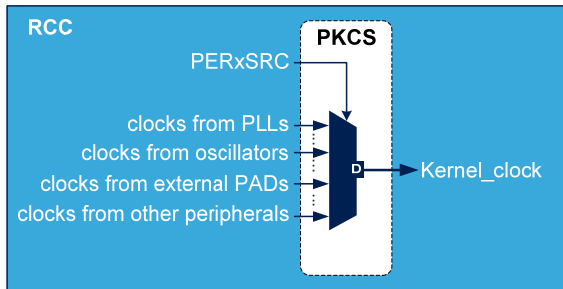 RCC
PKCS
PERxSRC
clocks from PLLs
clocks from oscillators
D
Kernel_clock
clocks from external PADs
clocks from other peripherals